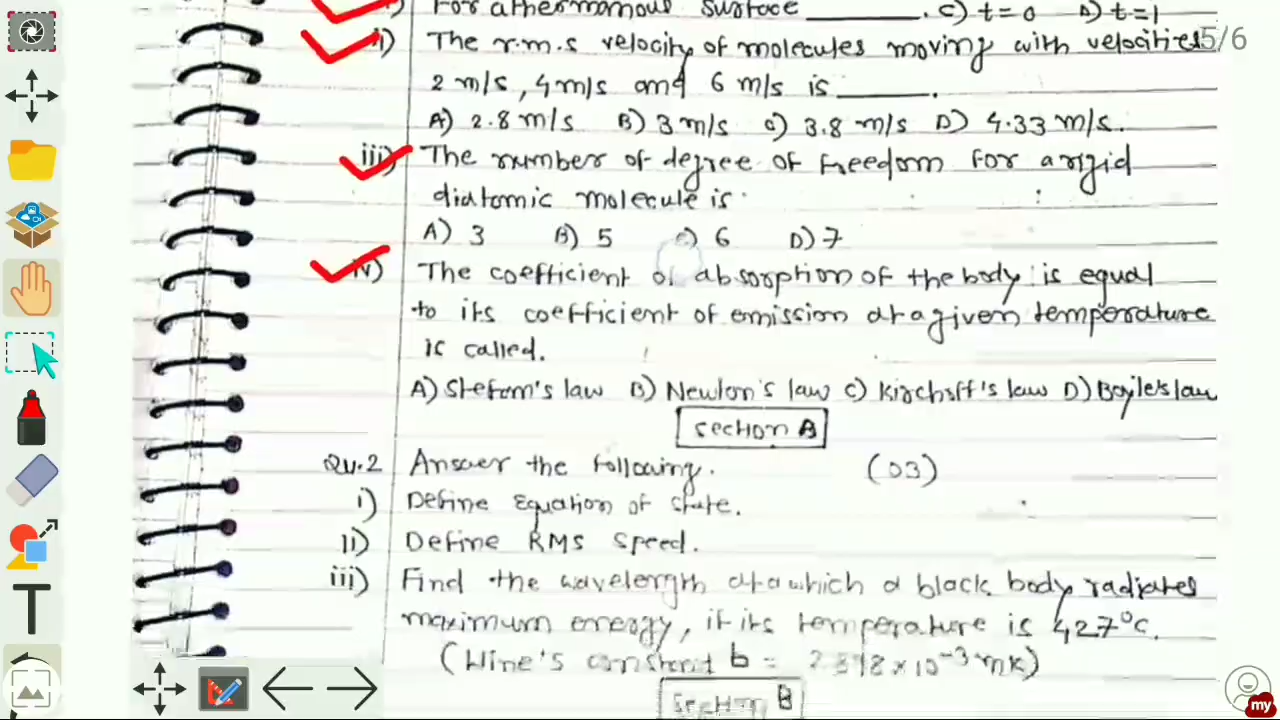 i) For athermanous surface ________. C) t=0 D) t=1
5/6
ii) The r.m.s velocity of molecules moving with velocities
2 m/s, 4m/s and 6 m/s is ______.
A) 2.8 m/s B) 3 m/s C) 3.8 m/s D) 4.33 m/s.
iii) The number of degree of freedom for a rigid
diatomic molecule is
A) 3 B) 5 C) 6 D) 7
iv) The coefficient of absorption of the body is equal
to its coefficient of emission at a given temperature
is called.
A) Stefan's law B) Newton's law C) Kirchoff's law D) Boyle's law
Section B
Qu.2 Answer the following. (03)
i) Define Equation of state.
ii) Define RMS speed.
iii) Find the wavelength at a which a black body radiates
maximum energy, if its temperature is 427°c.
(Wine's constant b = 2.898×10⁻³ mk)
Section B
T
my